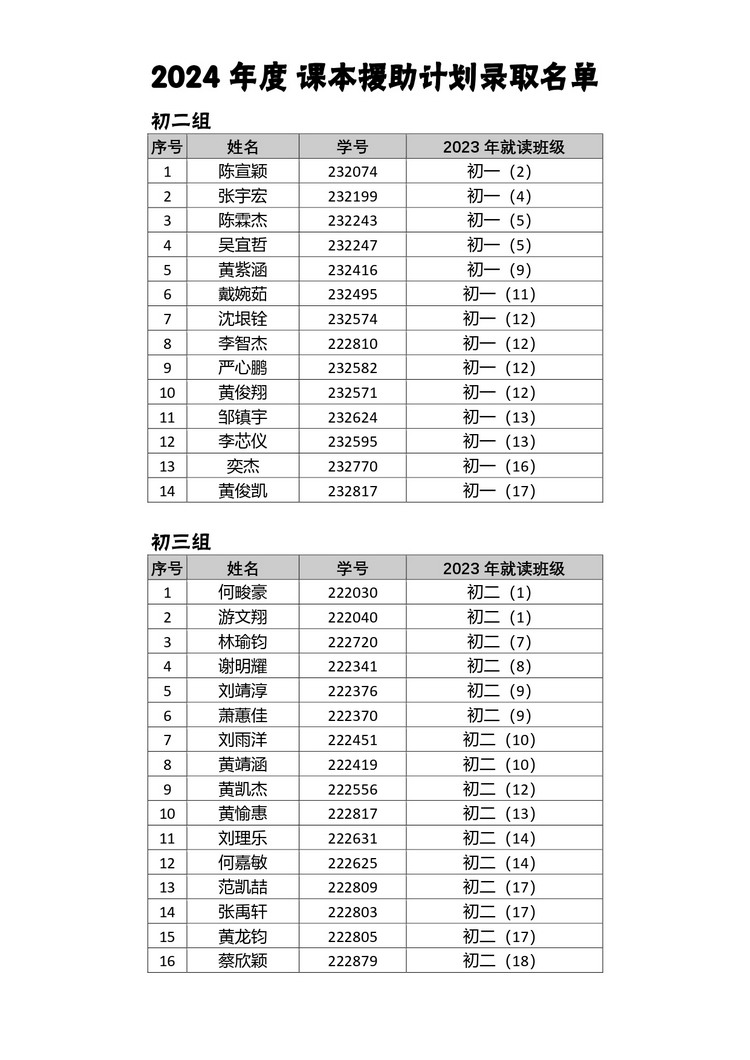 2024 年度 课本援助计划录取名单
初二组
序号 姓名 学号 2023 年就读班级
1 陈宣颖 232074 初一（2）
2 张宇宏 232199 初一（4）
3 陈霖杰 232243 初一（5）
4 吴宜哲 232247 初一（5）
5 黄紫涵 232416 初一（9）
6 戴婉茹 232495 初一（11）
7 沈垠铨 232574 初一（12）
8 李智杰 222810 初一（12）
9 严心鹏 232582 初一（12）
10 黄俊翔 232571 初一（12）
11 邹镇宇 232624 初一（13）
12 李芯仪 232595 初一（13）
13 奕杰 232770 初一（16）
14 黄俊凯 232817 初一（17）
初三组
序号 姓名 学号 2023 年就读班级
1 何畯豪 222030 初二（1）
2 游文翔 222040 初二（1）
3 林瑜钧 222720 初二（7）
4 谢明耀 222341 初二（8）
5 刘靖淳 222376 初二（9）
6 萧蕙佳 222370 初二（9）
7 刘雨洋 222451 初二（10）
8 黄靖涵 222419 初二（10）
9 黄凯杰 222556 初二（12）
10 黄愉惠 222817 初二（13）
11 刘理乐 222631 初二（14）
12 何嘉敏 222625 初二（14）
13 范凯喆 222809 初二（17）
14 张禹轩 222803 初二（17）
15 黄龙钧 222805 初二（17）
16 蔡欣颖 222879 初二（18）